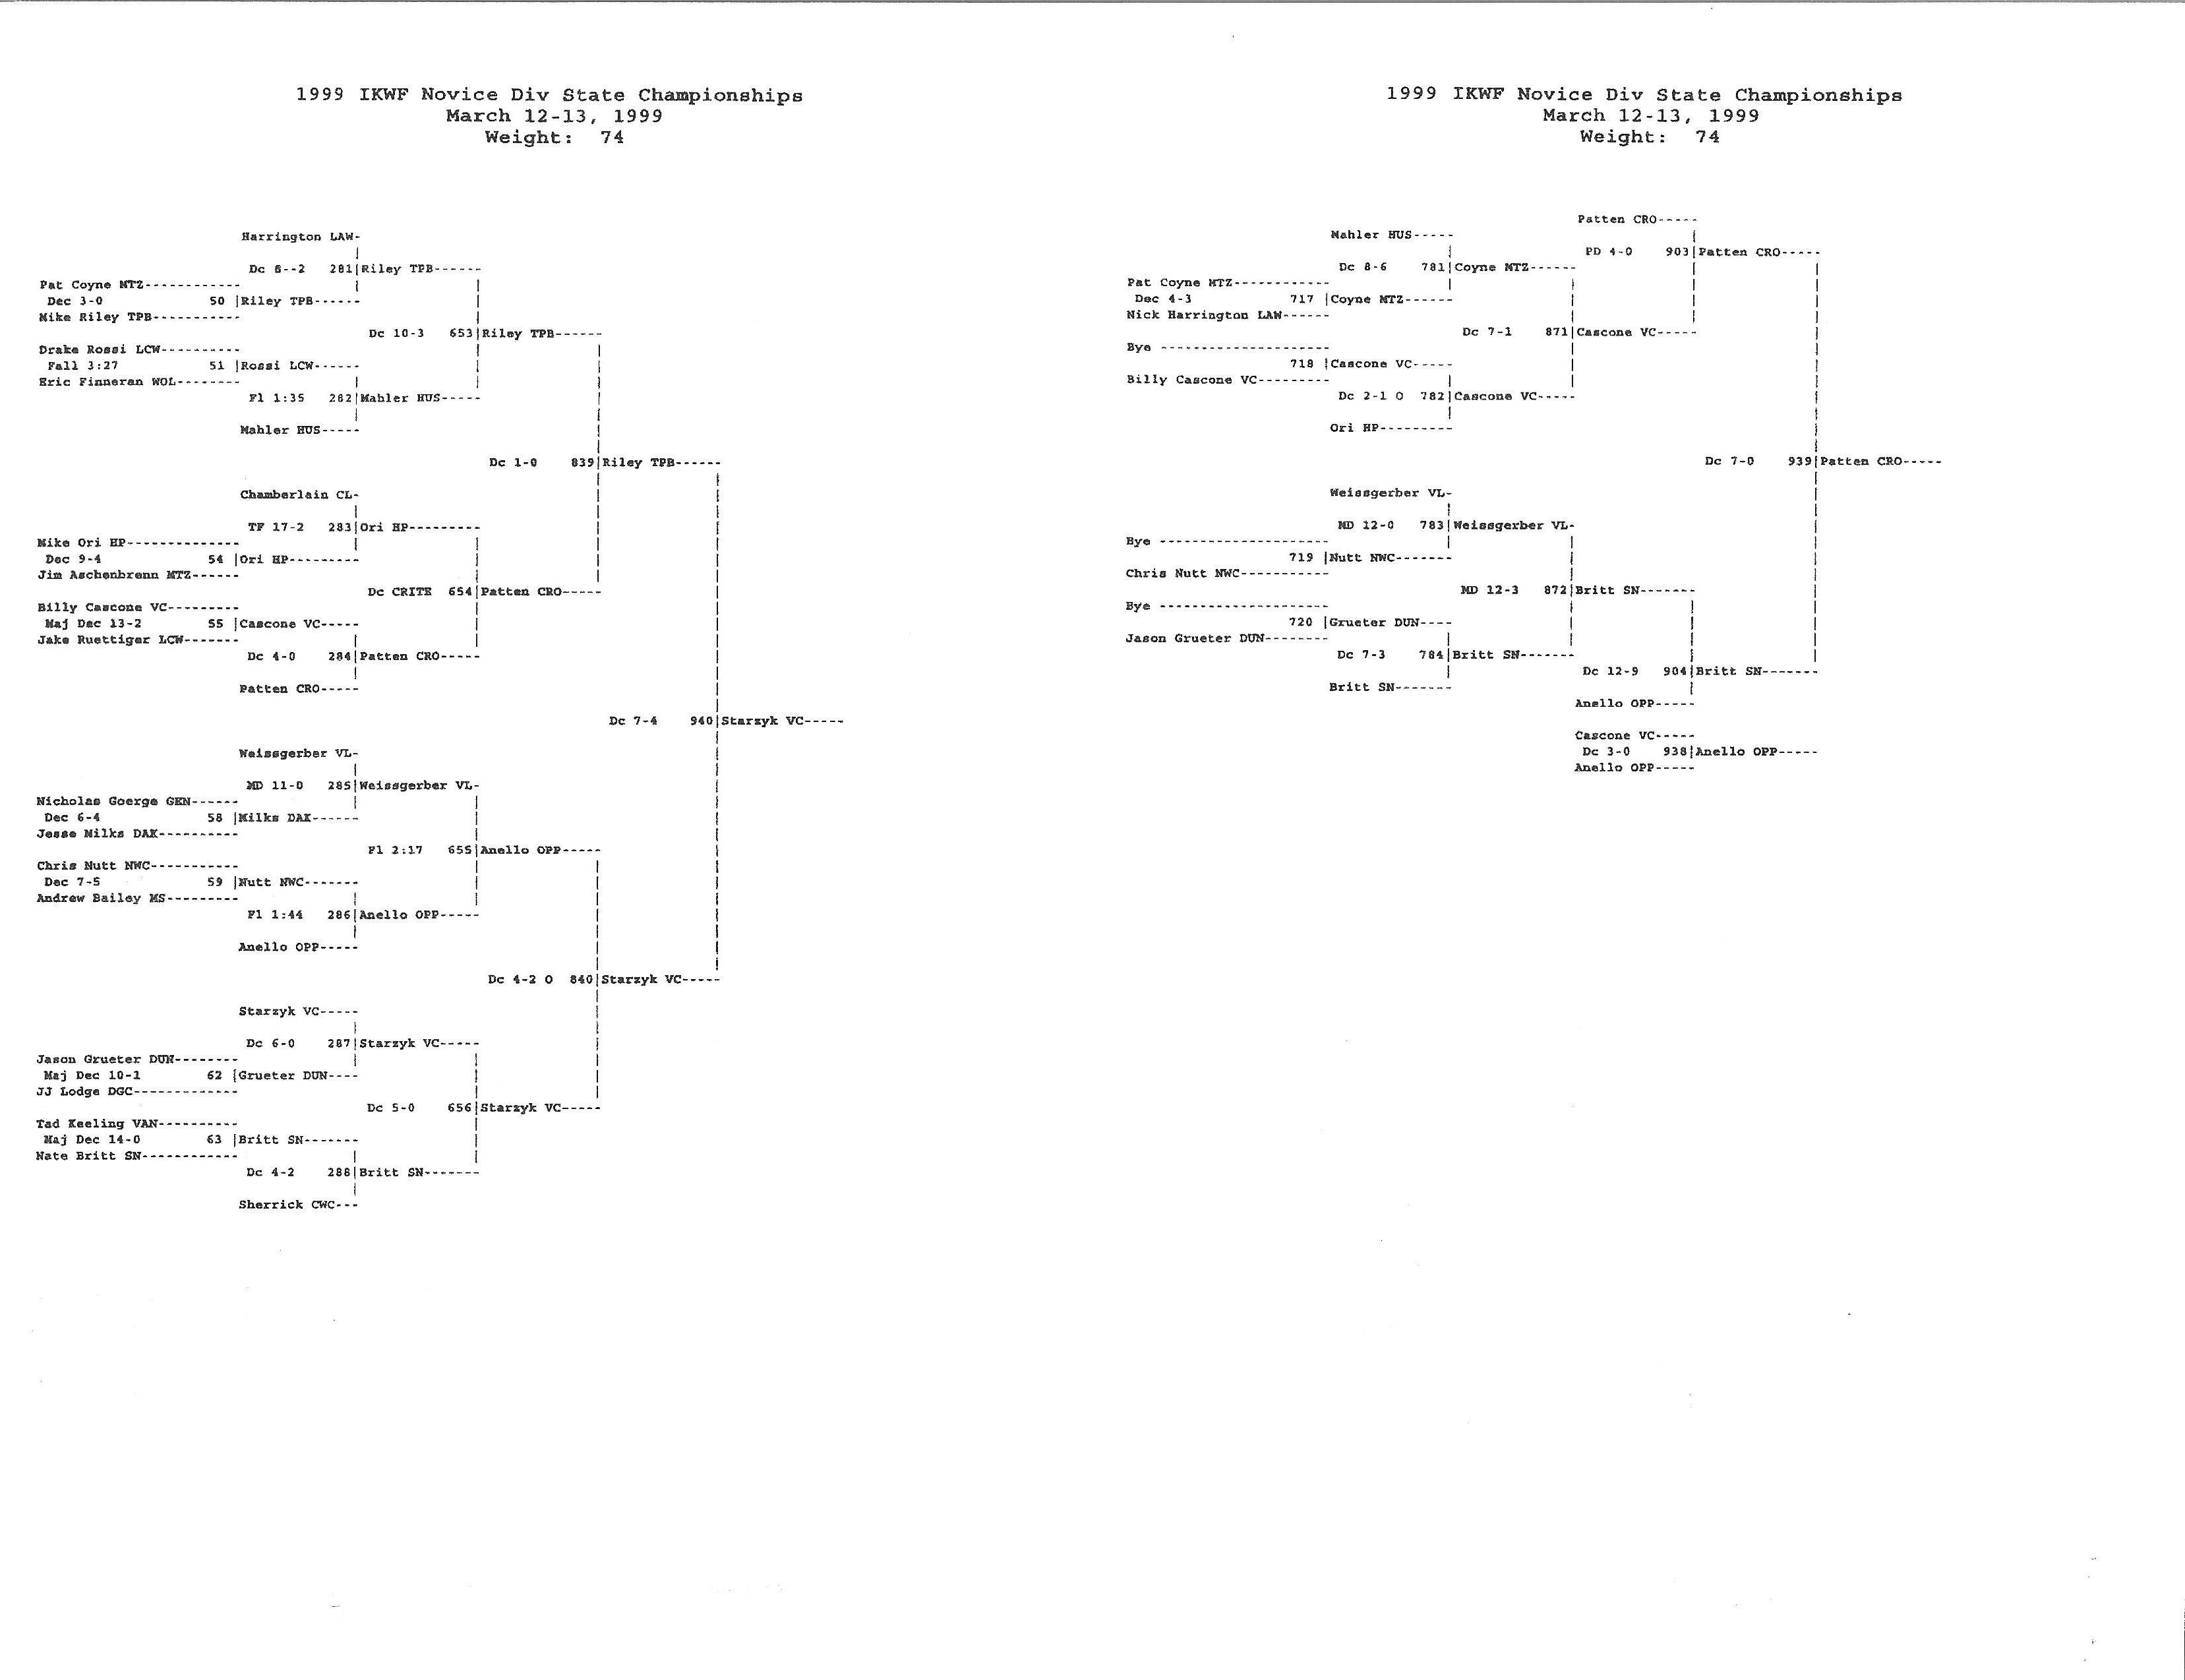 1999 IKWF Novice Div State Championships
March 12-13, 1999
Weight: 74
Harrington LAW-
Dc 6--2 281|Riley TPB------
Pat Coyne MTZ------------
Dec 3-0 50 |Riley TPB------
Mike Riley TPB-----------
Dc 10-3 653|Riley TPB------
Drake Rossi LCW----------
Fall 3:27 51 |Rossi LCW------
Eric Finneran WOL--------
Fl 1:35 282|Mahler HUS-----
Mahler HUS-----
Dc 1-0 839|Riley TPB------
Chamberlain CL-
TF 17-2 283|Ori HP---------
Mike Ori HP--------------
Dec 9-4 54 |Ori HP---------
Jim Aschenbrenn MTZ------
Dc CRITE 654|Patten CRO-----
Billy Cascone VC---------
Maj Dec 13-2 55 |Cascone VC-----
Jake Ruettiger LCW-------
Dc 4-0 284|Patten CRO-----
Patten CRO-----
Dc 7-4 940|Starzyk VC-----
Weissgerber VL-
MD 11-0 285|Weissgerber VL-
Nicholas Goerge GEN------
Dec 6-4 58 |Milks DAK------
Jesse Milks DAK----------
Fl 2:17 655|Anello OPP-----
Chris Nutt NWC-----------
Dec 7-5 59 |Nutt NWC-------
Andrew Bailey MS---------
Fl 1:44 286|Anello OPP-----
Anello OPP-----
Dc 4-2 O 840|Starzyk VC-----
Starzyk VC-----
Dc 6-0 287|Starzyk VC-----
Jason Grueter DUN--------
Maj Dec 10-1 62 |Grueter DUN----
JJ Lodge DGC-------------
Dc 5-0 656|Starzyk VC-----
Tad Keeling VAN----------
Maj Dec 14-0 63 |Britt SN-------
Nate Britt SN------------
Dc 4-2 288|Britt SN-------
Sherrick CWC---
1999 IKWF Novice Div State Championships
March 12-13, 1999
Weight: 74
Patten CRO-----
Mahler HUS-----
PD 4-0 903|Patten CRO-----
Dc 8-6 781|Coyne MTZ------
Pat Coyne MTZ------------
Dec 4-3 717 |Coyne MTZ------
Nick Harrington LAW------
Dc 7-1 871|Cascone VC-----
Bye ---------------------
718 |Cascone VC-----
Billy Cascone VC---------
Dc 2-1 O 782|Cascone VC-----
Ori HP---------
Dc 7-0 939|Patten CRO-----
Weissgerber VL-
MD 12-0 783|Weissgerber VL-
Bye ---------------------
719 |Nutt NWC-------
Chris Nutt NWC-----------
MD 12-3 872|Britt SN-------
Bye ---------------------
720 |Grueter DUN----
Jason Grueter DUN--------
Dc 7-3 784|Britt SN-------
Dc 12-9 904|Britt SN-------
Britt SN-------
Anello OPP-----
Cascone VC-----
Dc 3-0 938|Anello OPP-----
Anello OPP-----